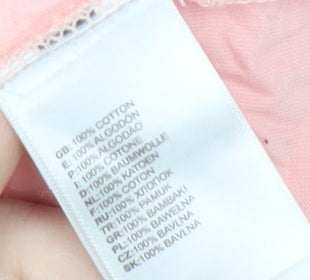 GB:100% COTTON
E:100% ALGODÓN
P:100% ALGODÃO
I:100% COTONE
D:100% BAUMWOLLE
NL:100% KATOEN
F:100% COTON
RU:100% ХЛОПОК
TR:100% PAMUK
GR:100% BAMBAKI
PL:100% BAWEŁNA
CZ:100% BAVLNA
SK:100% BAVLNA